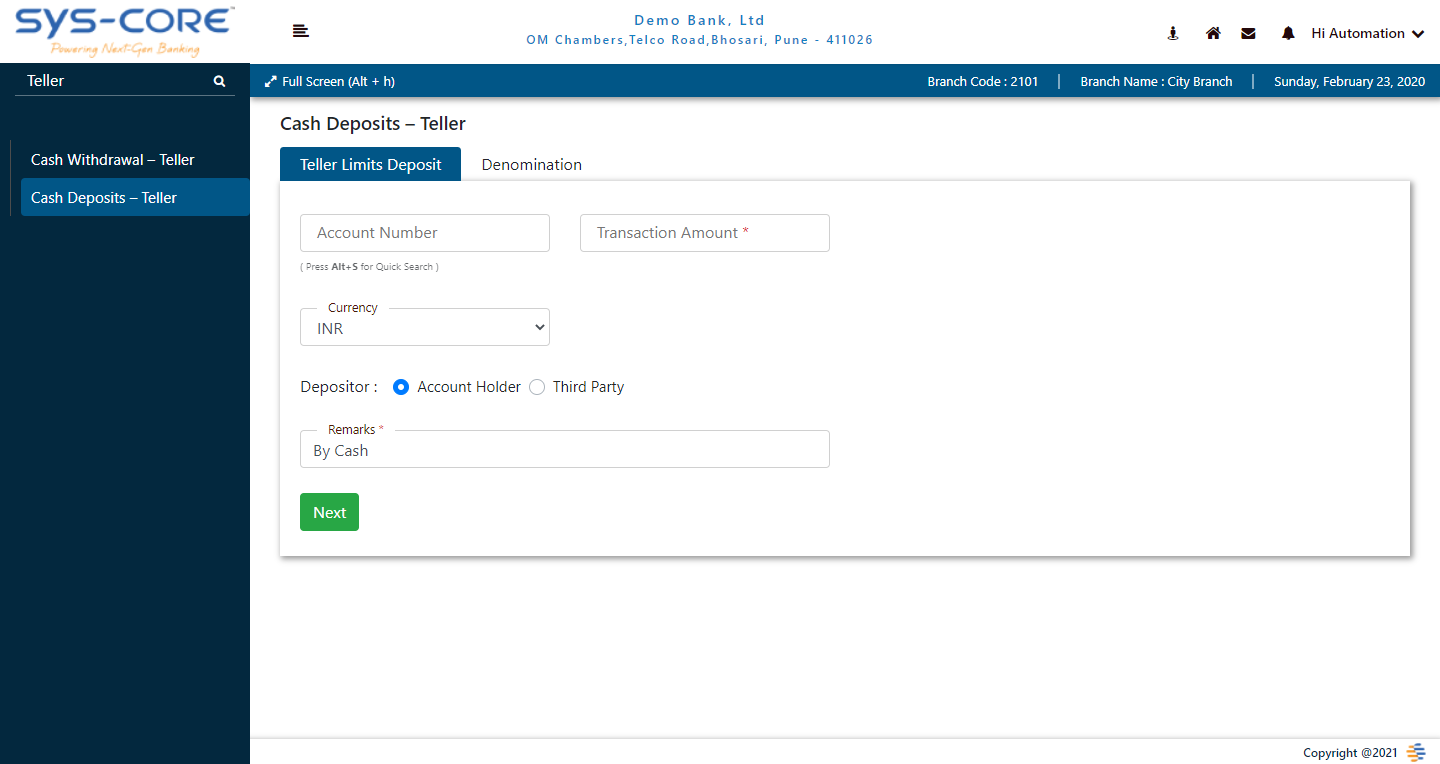 SYS-CORE™
Powering Next-Gen Banking
Demo Bank, Ltd
OM Chambers,Telco Road,Bhosari, Pune - 411026
Hi Automation
Teller
Full Screen (Alt + h)
Branch Code : 2101
Branch Name : City Branch
Sunday, February 23, 2020
Cash Withdrawal – Teller
Cash Deposits – Teller
Cash Deposits – Teller
Teller Limits Deposit
Denomination
Account Number
Transaction Amount *
( Press Alt+S for Quick Search )
Currency
INR
Depositor :
Account Holder
Third Party
Remarks *
By Cash
Next
Copyright @2021